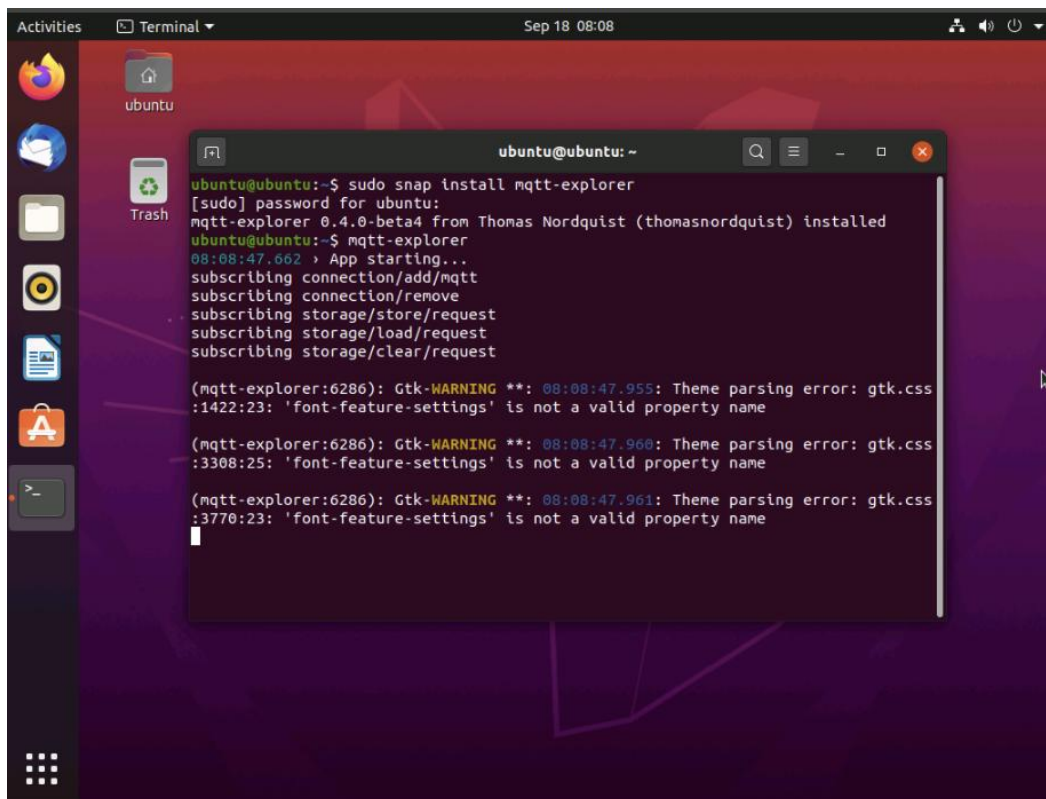 Activities
Terminal
Sep 18 08:08
ubuntu
Trash
ubuntu@ubuntu: ~
ubuntu@ubuntu:~$ sudo snap install mqtt-explorer
[sudo] password for ubuntu:
mqtt-explorer 0.4.0-beta4 from Thomas Nordquist (thomasnordquist) installed
ubuntu@ubuntu:~$ mqtt-explorer
08:08:47.662 › App starting...
subscribing connection/add/mqtt
subscribing connection/remove
subscribing storage/store/request
subscribing storage/load/request
subscribing storage/clear/request
(mqtt-explorer:6286): Gtk-WARNING **: 08:08:47.955: Theme parsing error: gtk.css
:1422:23: 'font-feature-settings' is not a valid property name
(mqtt-explorer:6286): Gtk-WARNING **: 08:08:47.960: Theme parsing error: gtk.css
:3308:25: 'font-feature-settings' is not a valid property name
(mqtt-explorer:6286): Gtk-WARNING **: 08:08:47.961: Theme parsing error: gtk.css
:3770:23: 'font-feature-settings' is not a valid property name